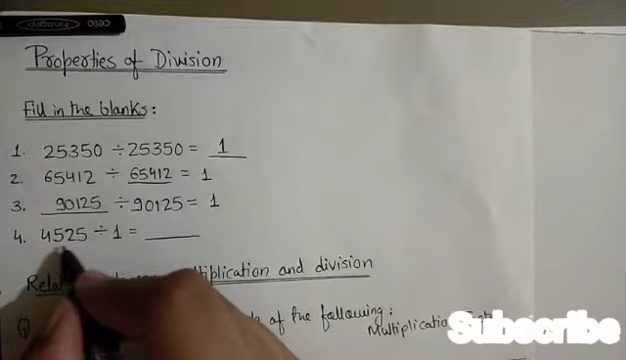 Properties of Division
Fill in the blanks:
1. 25350 ÷ 25350 = 1
2. 65412 ÷ 65412 = 1
3. 90125 ÷ 90125 = 1
4. 4525 ÷ 1 = ____
multiplication and division
of the following:
Multiplication
Subscribe